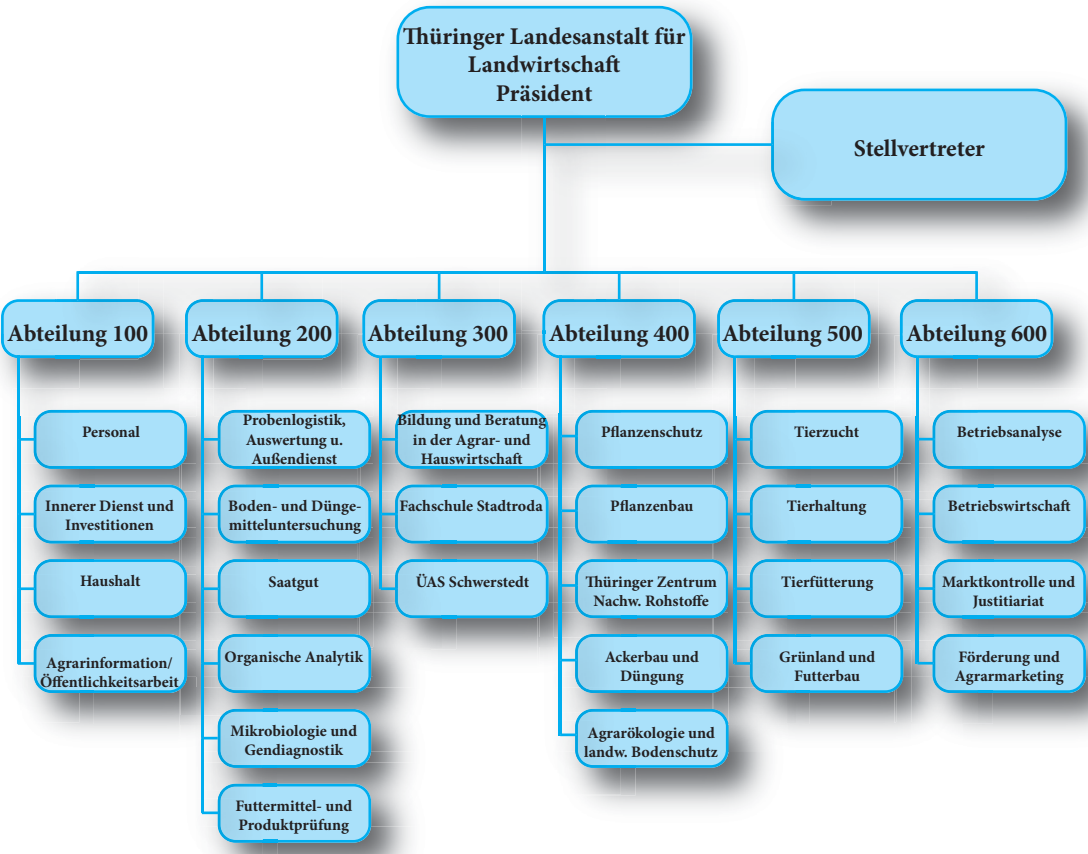 Thüringer Landesanstalt für
Landwirtschaft
Präsident
Stellvertreter
Abteilung 100
Abteilung 200
Abteilung 300
Abteilung 400
Abteilung 500
Abteilung 600
Personal
Innerer Dienst und
Investitionen
Haushalt
Agrarinformation/
Öffentlichkeitsarbeit
Probenlogistik,
Auswertung u.
Außendienst
Boden- und Dünge-
mitteluntersuchung
Saatgut
Organische Analytik
Mikrobiologie und
Gendiagnostik
Futtermittel- und
Produktprüfung
Bildung und Beratung
in der Agrar- und
Hauswirtschaft
Fachschule Stadtroda
ÜAS Schwerstedt
Pflanzenschutz
Pflanzenbau
Thüringer Zentrum
Nachw. Rohstoffe
Ackerbau und
Düngung
Agrarökologie und
landw. Bodenschutz
Tierzucht
Tierhaltung
Tierfütterung
Grünland und
Futterbau
Betriebsanalyse
Betriebswirtschaft
Marktkontrolle und
Justitiariat
Förderung und
Agrarmarketing